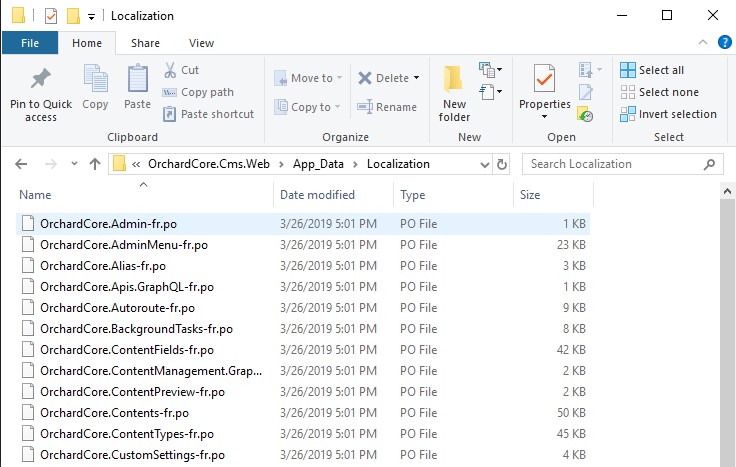 Localization
File Home Share View
Pin to Quick access
Copy
Paste
Cut
Copy path
Paste shortcut
Clipboard
Move to
Copy to
Delete
Rename
Organize
New folder
New
Properties
Open
Select all
Select none
Invert selection
Select
« OrchardCore.Cms.Web > App_Data > Localization
Search Localization
Name Date modified Type Size
OrchardCore.Admin-fr.po 3/26/2019 5:01 PM PO File 1 KB
OrchardCore.AdminMenu-fr.po 3/26/2019 5:01 PM PO File 23 KB
OrchardCore.Alias-fr.po 3/26/2019 5:01 PM PO File 3 KB
OrchardCore.Apis.GraphQL-fr.po 3/26/2019 5:01 PM PO File 1 KB
OrchardCore.Autoroute-fr.po 3/26/2019 5:01 PM PO File 9 KB
OrchardCore.BackgroundTasks-fr.po 3/26/2019 5:01 PM PO File 8 KB
OrchardCore.ContentFields-fr.po 3/26/2019 5:01 PM PO File 42 KB
OrchardCore.ContentManagement.Grap... 3/26/2019 5:01 PM PO File 2 KB
OrchardCore.ContentPreview-fr.po 3/26/2019 5:01 PM PO File 2 KB
OrchardCore.Contents-fr.po 3/26/2019 5:01 PM PO File 50 KB
OrchardCore.ContentTypes-fr.po 3/26/2019 5:01 PM PO File 45 KB
OrchardCore.CustomSettings-fr.po 3/26/2019 5:01 PM PO File 4 KB